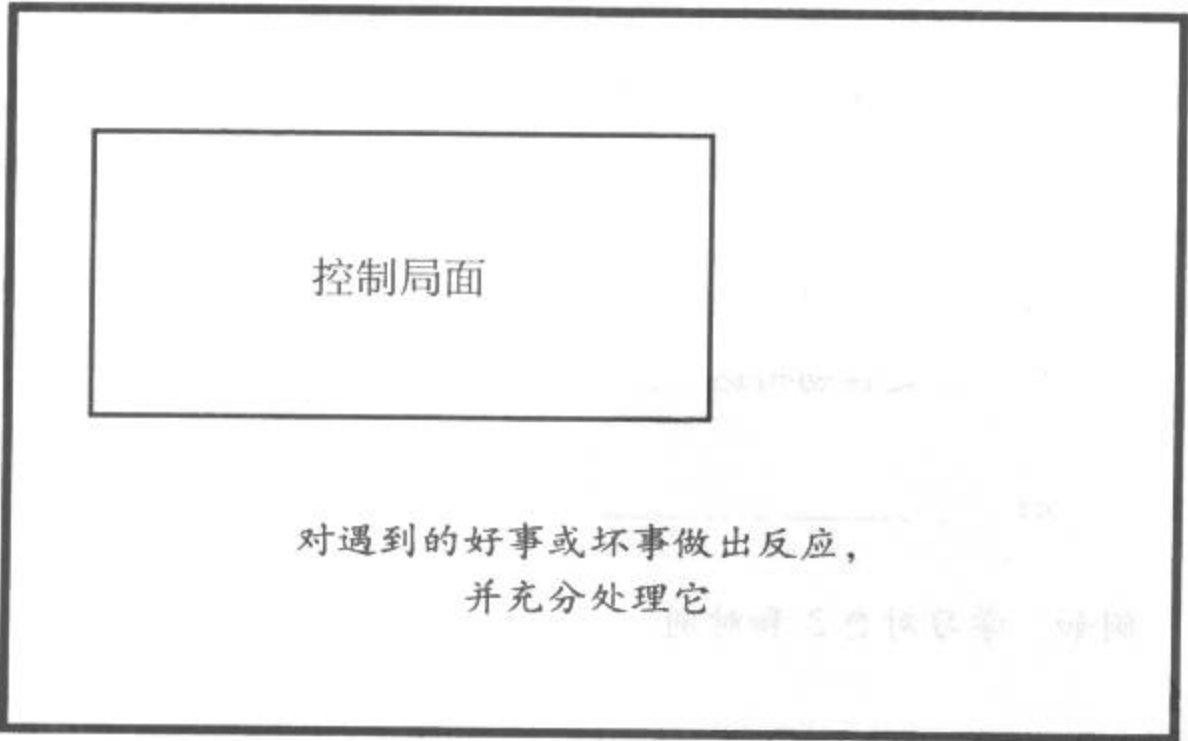 控制局面
对遇到的好事或坏事做出反应，
并充分处理它